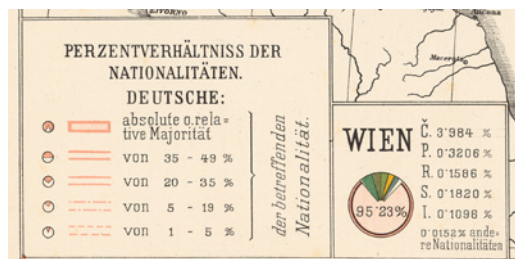 LIVORNO
Ancona
Macerata
PERZENTVERHÄLTNISS DER
NATIONALITÄTEN.
DEUTSCHE:
absolute o.rela=
tive Majorität
von 35 - 49 %
von 20 - 35 %
von 5 - 19 %
von 1 - 5 %
der betreffenden
Nationalität.
WIEN
Č. 3'984 %
P. 0'3206 %
R. 0'1586 %
S. 0'1820 %
I. 0'1098 %
0'0152% ande=
re Nationalitäten
95'23%